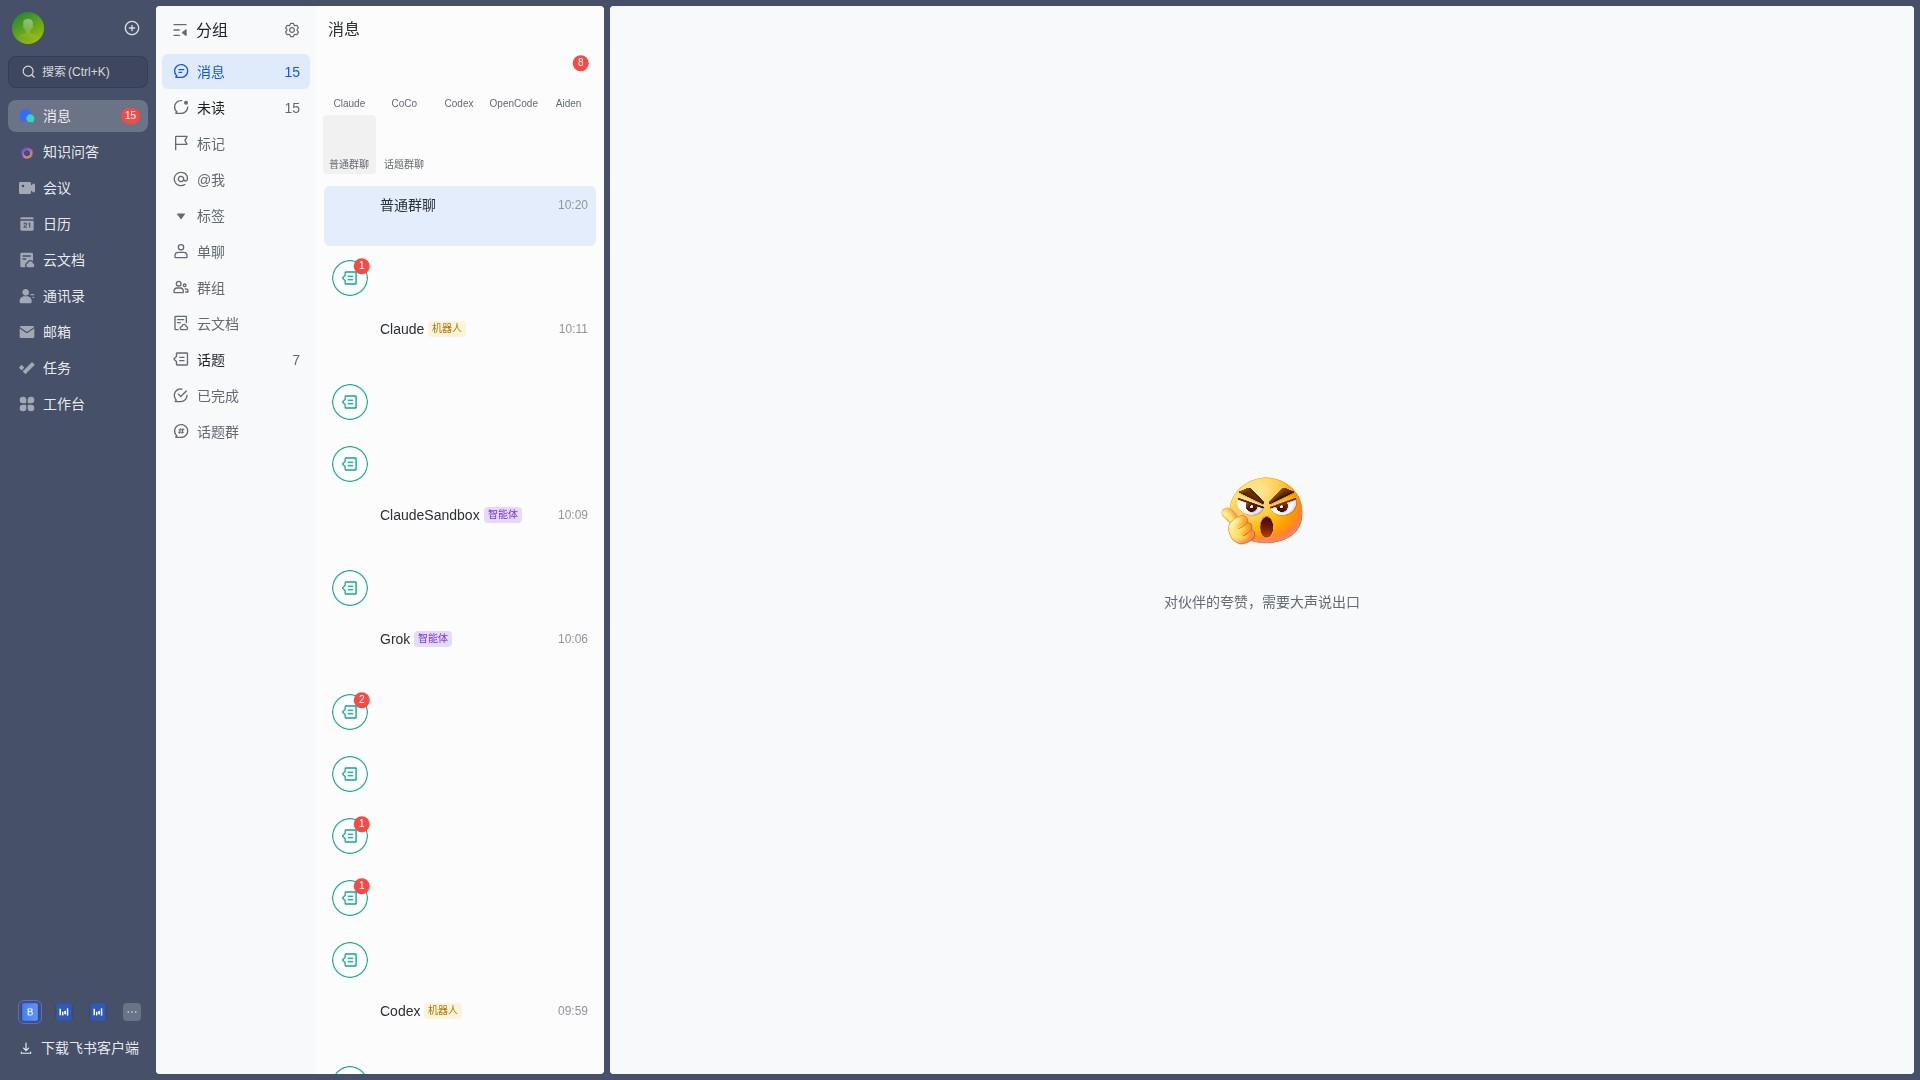 搜索 (Ctrl+K)
消息
15
知识问答
会议
日历
云文档
通讯录
邮箱
任务
工作台
下载飞书客户端
分组
消息
15
未读
15
标记
@我
标签
单聊
群组
云文档
话题
7
已完成
话题群
消息
8
Claude
CoCo
Codex
OpenCode
Aiden
普通群聊
话题群聊
普通群聊
10:20
1
Claude
机器人
10:11
ClaudeSandbox
智能体
10:09
Grok
智能体
10:06
2
1
1
Codex
机器人
09:59
对伙伴的夸赞，需要大声说出口
B